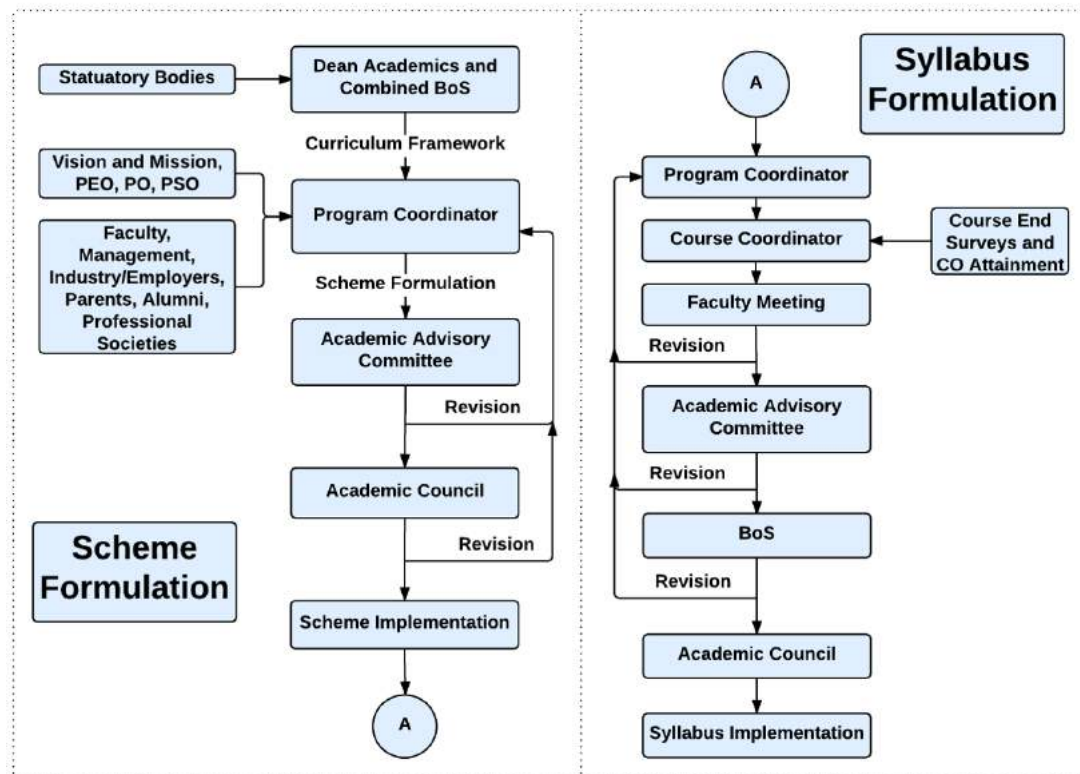 Statuatory Bodies
Dean Academics and
Combined BoS
Curriculum Framework
Vision and Mission,
PEO, PO, PSO
Program Coordinator
Faculty,
Management,
Industry/Employers,
Parents, Alumni,
Professional
Societies
Scheme Formulation
Academic Advisory
Committee
Revision
Academic Council
Revision
Scheme
Formulation
Scheme Implementation
A
Syllabus
Formulation
A
Program Coordinator
Course Coordinator
Course End
Surveys and
CO Attainment
Faculty Meeting
Revision
Academic Advisory
Committee
Revision
BoS
Revision
Academic Council
Syllabus Implementation